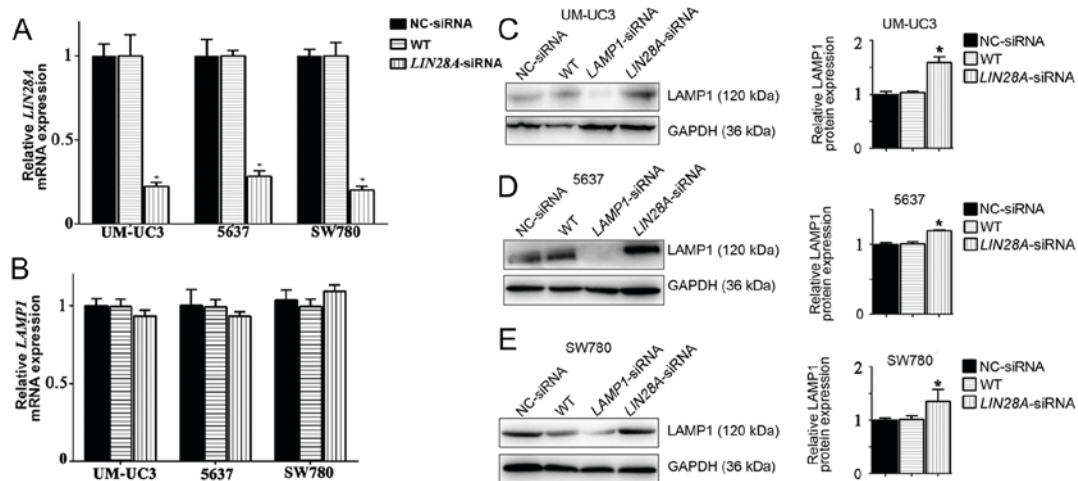 A
Relative LIN28A
mRNA expression
1
0.5
0
*
*
*
UM-UC3 5637 SW780
NC-siRNA
WT
LIN28A-siRNA
B
Relative LAMP1
mRNA expression
1
0.5
0
UM-UC3 5637 SW780
C
UM-UC3
NC-siRNA WT LAMP1-siRNA LIN28A-siRNA
LAMP1 (120 kDa)
GAPDH (36 kDa)
UM-UC3
Relative LAMP1
protein expression
2
1
0
*
NC-siRNA
WT
LIN28A-siRNA
D
5637
NC-siRNA WT LAMP1-siRNA LIN28A-siRNA
LAMP1 (120 kDa)
GAPDH (36 kDa)
5637
Relative LAMP1
protein expression
2
1
0
*
NC-siRNA
WT
LIN28A-siRNA
E
SW780
NC-siRNA WT LAMP1-siRNA LIN28A-siRNA
LAMP1 (120 kDa)
GAPDH (36 kDa)
SW780
Relative LAMP1
protein expression
2
1
0
*
NC-siRNA
WT
LIN28A-siRNA